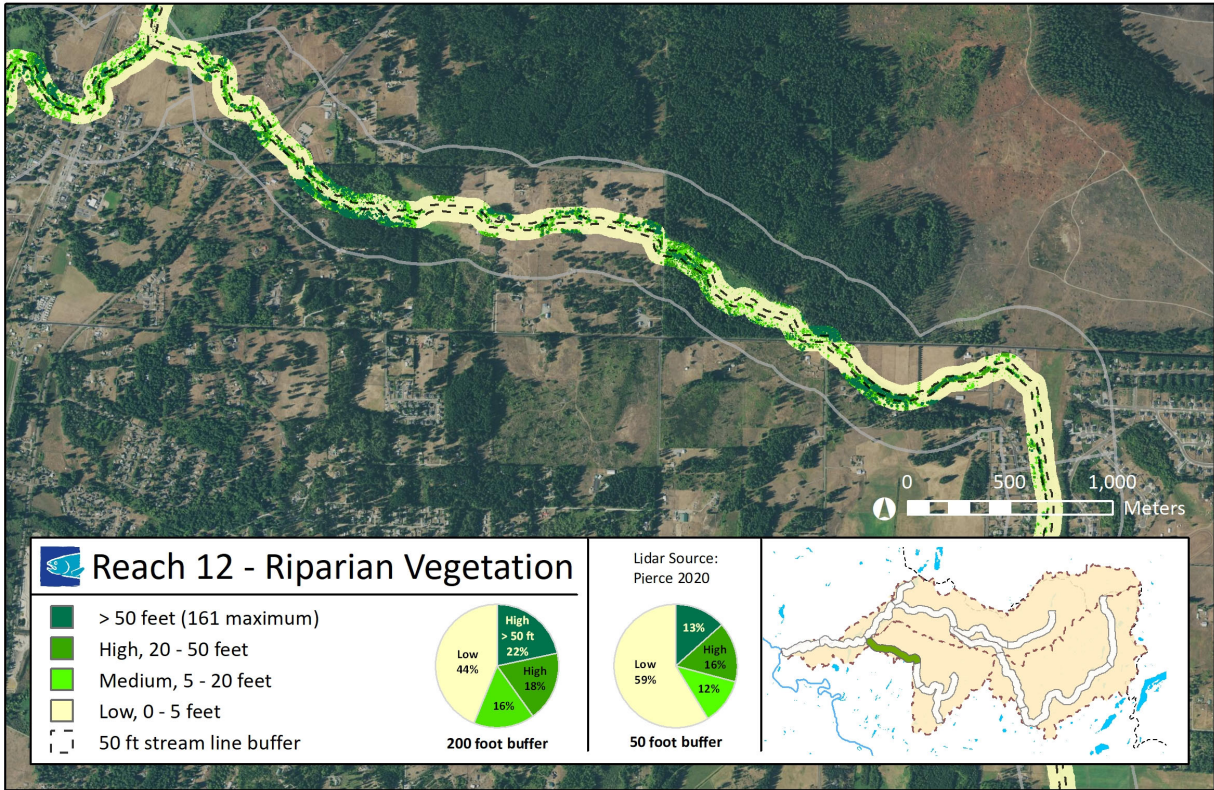 0 500 1,000
Meters
Reach 12 - Riparian Vegetation
> 50 feet (161 maximum)
High, 20 - 50 feet
Medium, 5 - 20 feet
Low, 0 - 5 feet
50 ft stream line buffer
High
> 50 ft
22%
High
18%
16%
Low
44%
200 foot buffer
Lidar Source:
Pierce 2020
13%
High
16%
12%
Low
59%
50 foot buffer